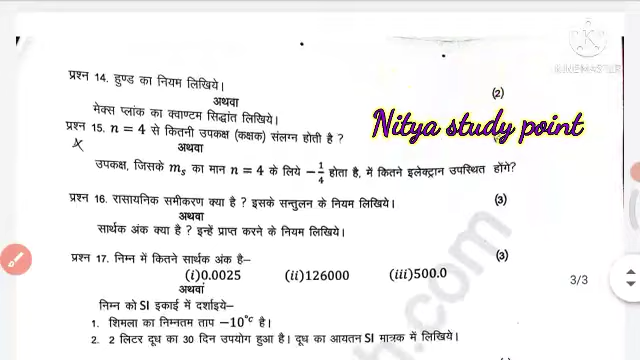 KINEMASTER
प्रश्न 14. हुण्ड का नियम लिखिये।
(2)
अथवा
मेक्स प्लांक का क्वाण्टम सिद्धांत लिखिये।
Nitya study point
प्रश्न 15. n = 4 से कितनी उपकक्ष (कक्षक) संलग्न होती है ?
अथवा
उपकक्ष, जिसके mₛ का मान n = 4 के लिये −1/4 होता है, में कितने इलेक्ट्रान उपस्थित होंगे?
प्रश्न 16. रासायनिक समीकरण क्या है ? इसके सन्तुलन के नियम लिखिये।
(3)
अथवा
सार्थक अंक क्या है ? इन्हें प्राप्त करने के नियम लिखिये।
प्रश्न 17. निम्न में कितने सार्थक अंक है–
(3)
(i)0.0025 (ii)126000 (iii)500.0
3/3
अथवां
निम्न को SI इकाई में दर्शाइये–
1. शिमला का निम्नतम ताप −10°ᶜ है।
2. 2 लिटर दूध का 30 दिन उपयोग हुआ है। दूध का आयतन SI मात्रक में लिखिये।